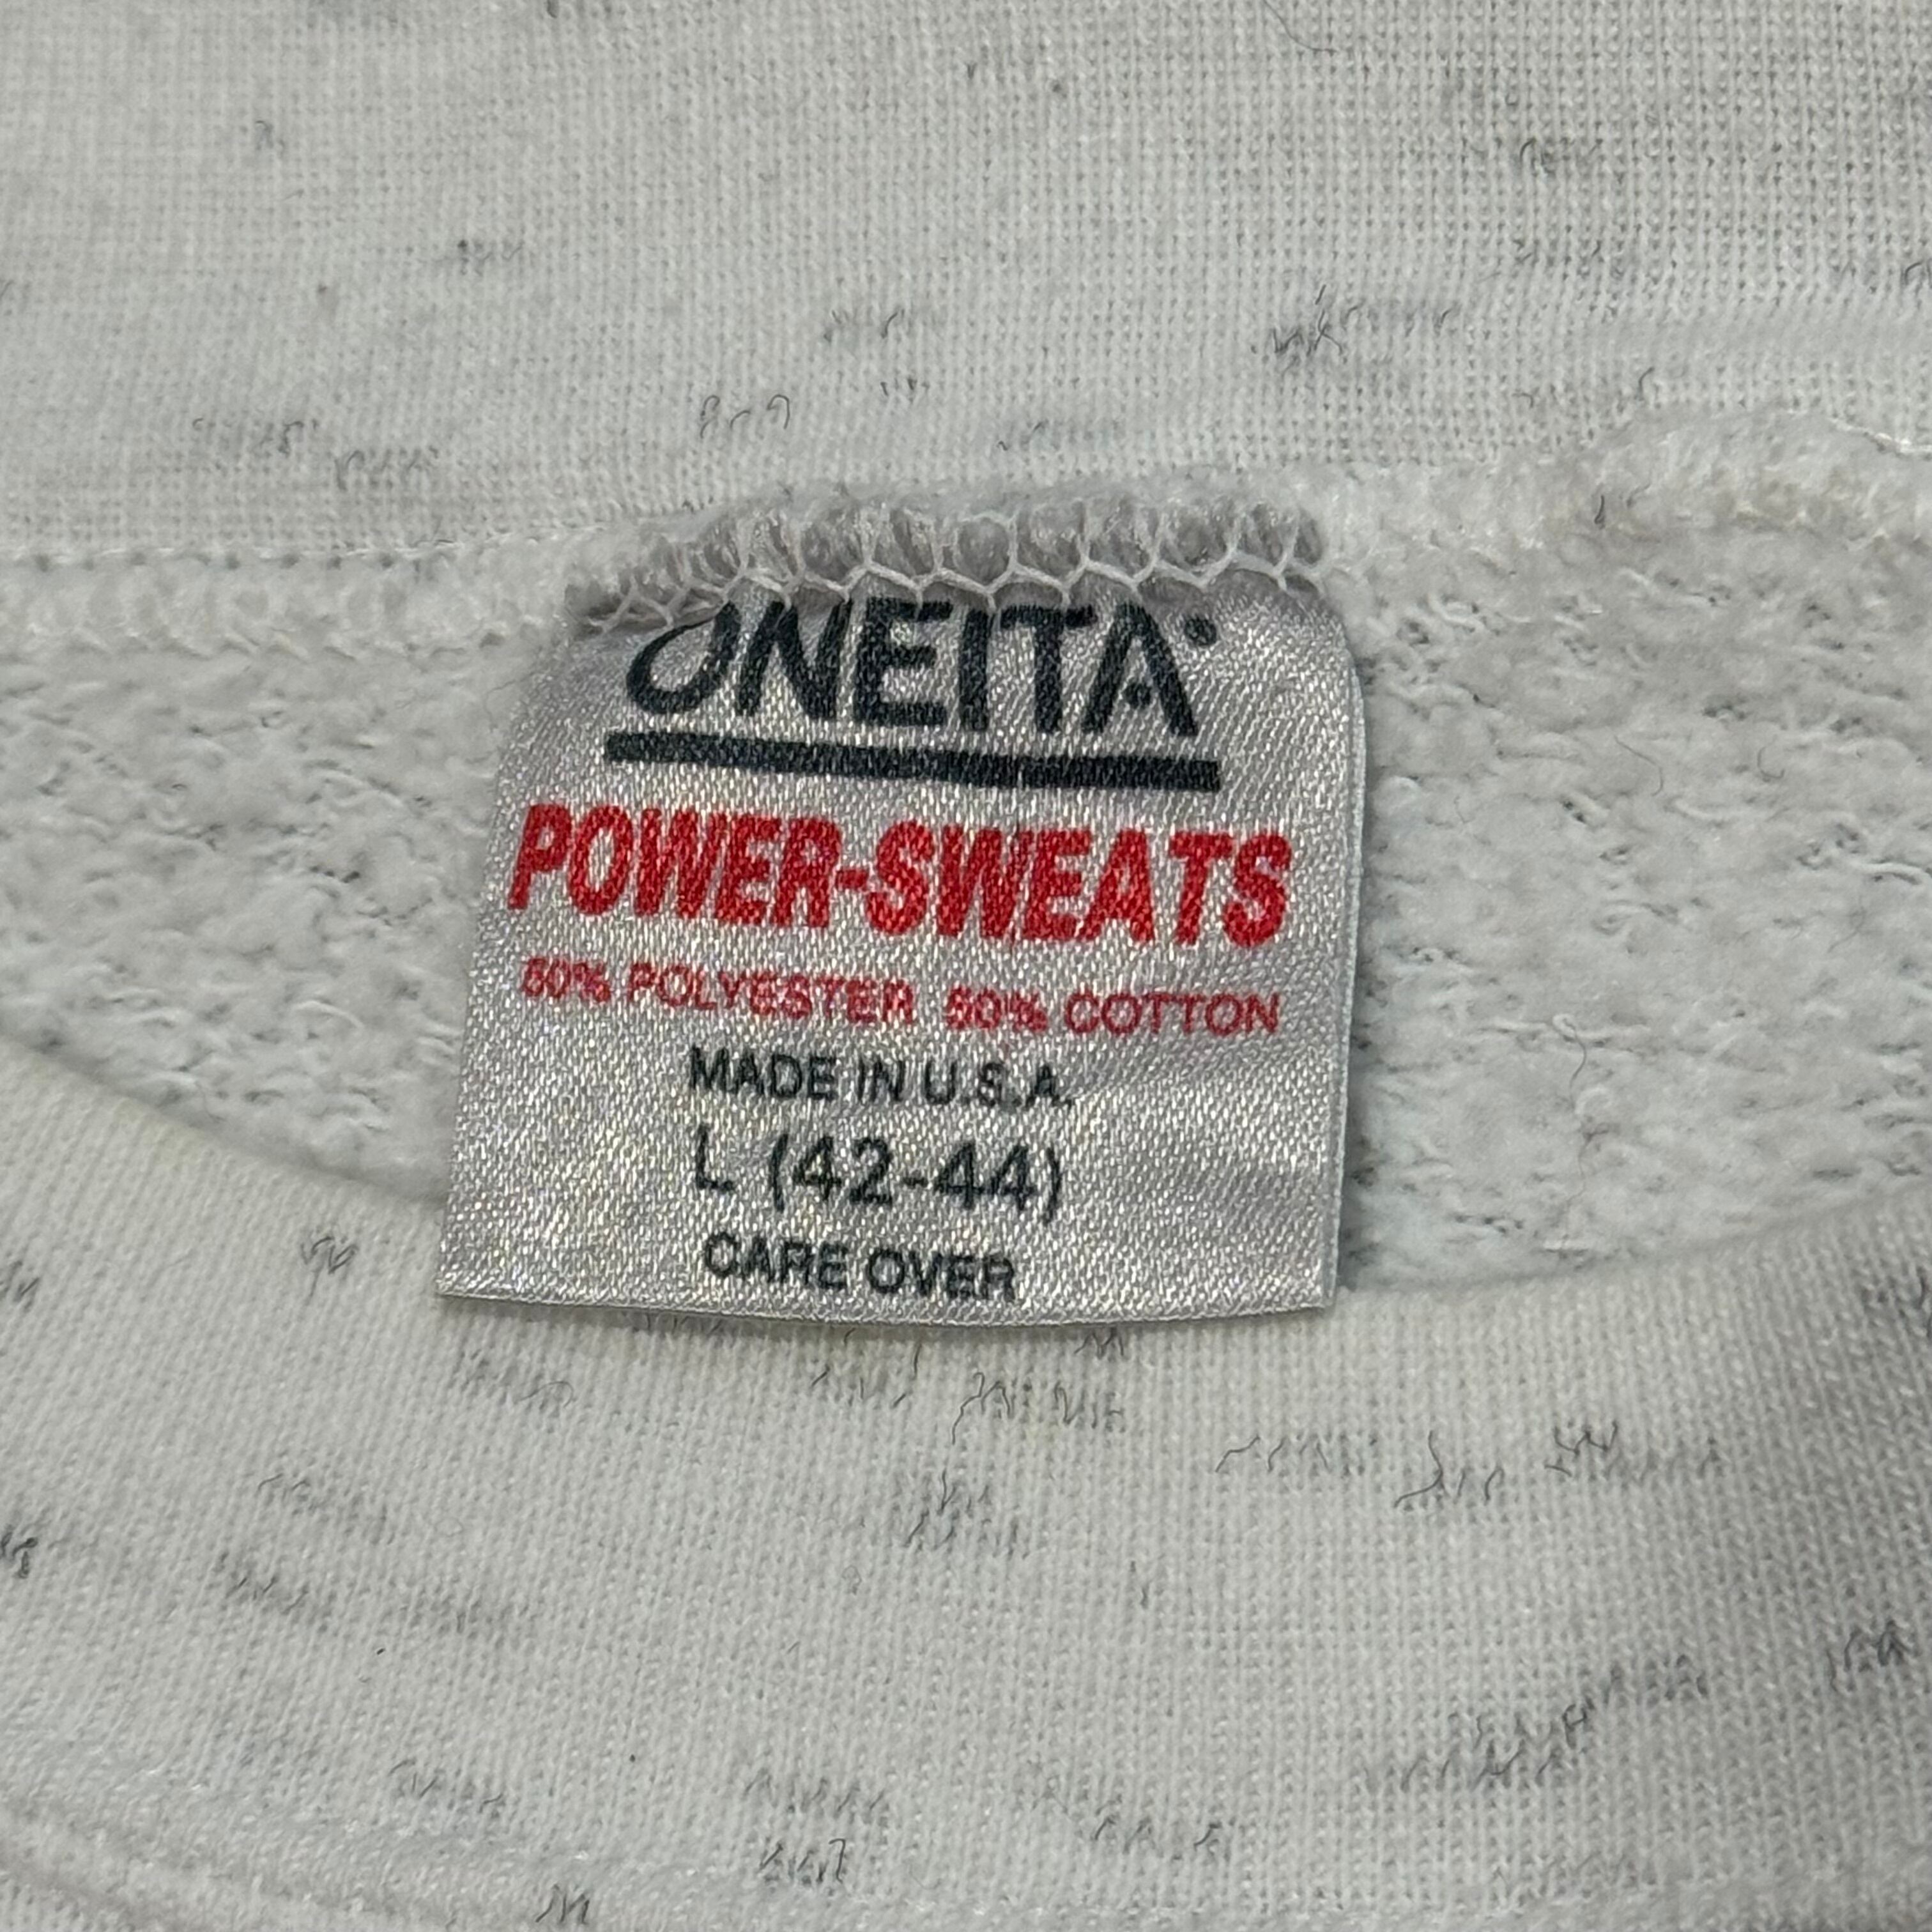 ONEITA®
POWER-SWEATS
50% POLYESTER 50% COTTON
MADE IN U.S.A.
L (42-44)
CARE OVER